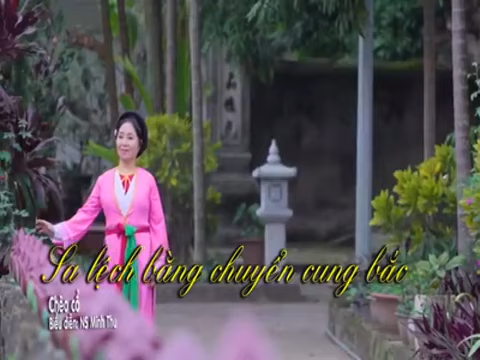 Sa lệch bằng chuyển cung bắc
Chèo cổ
Biểu diễn: NS Minh Thu